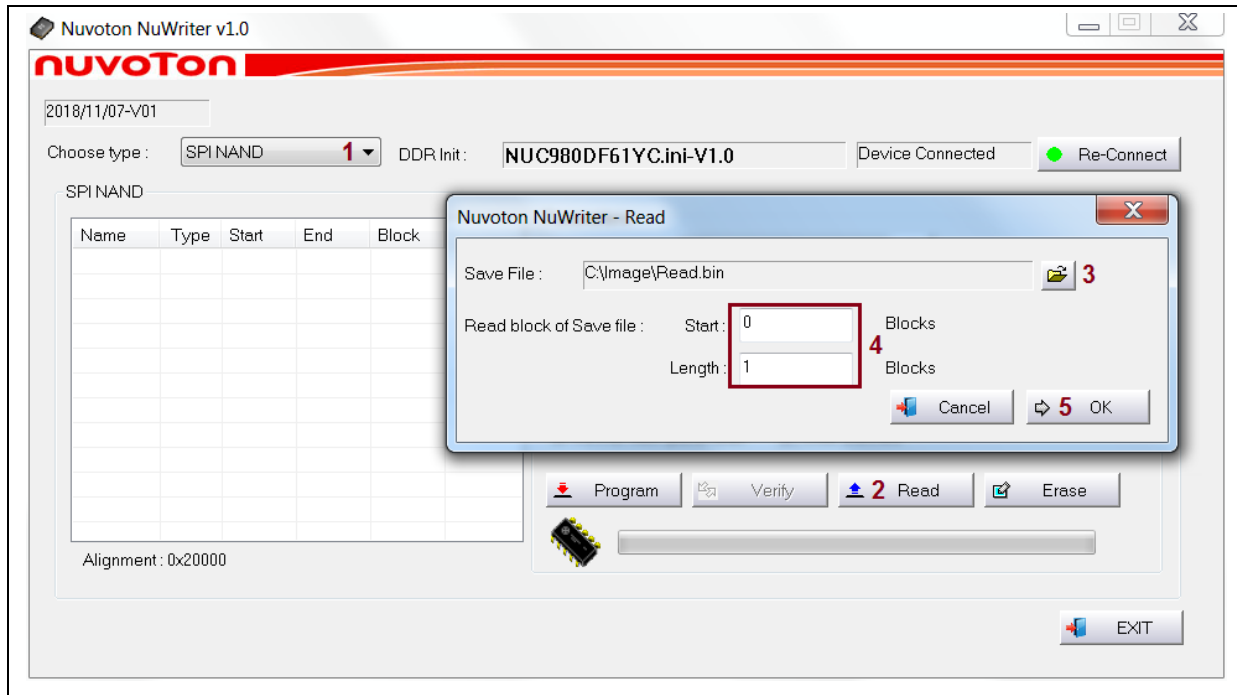 Nuvoton NuWriter v1.0
nuvoTon
2018/11/07-V01
Choose type : SPI NAND 1 DDR Init : NUC980DF61YC.ini-V1.0 Device Connected Re-Connect
SPI NAND
Name Type Start End Block
Nuvoton NuWriter - Read
Save File : C:\Image\Read.bin 3
Read block of Save file : Start : 0 Blocks
4
Length : 1 Blocks
Cancel 5 OK
Program Verify 2 Read Erase
Alignment : 0x20000
EXIT